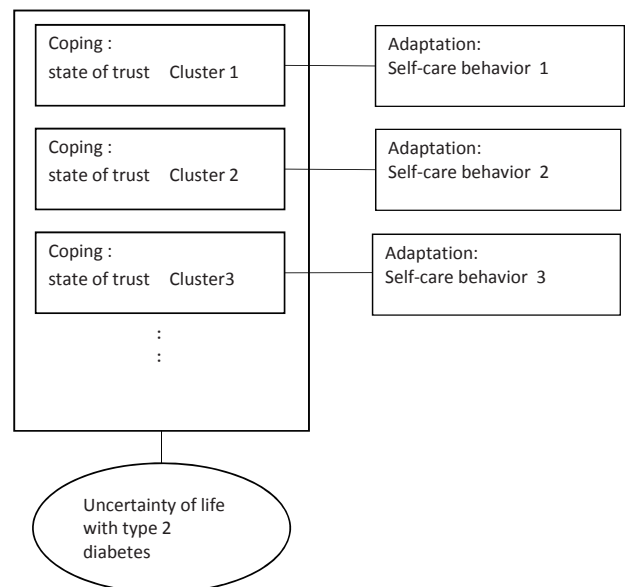 Coping :
state of trust Cluster 1
Adaptation:
Self-care behavior 1
Coping :
state of trust Cluster 2
Adaptation:
Self-care behavior 2
Coping :
state of trust Cluster3
Adaptation:
Self-care behavior 3
:
:
Uncertainty of life
with type 2
diabetes